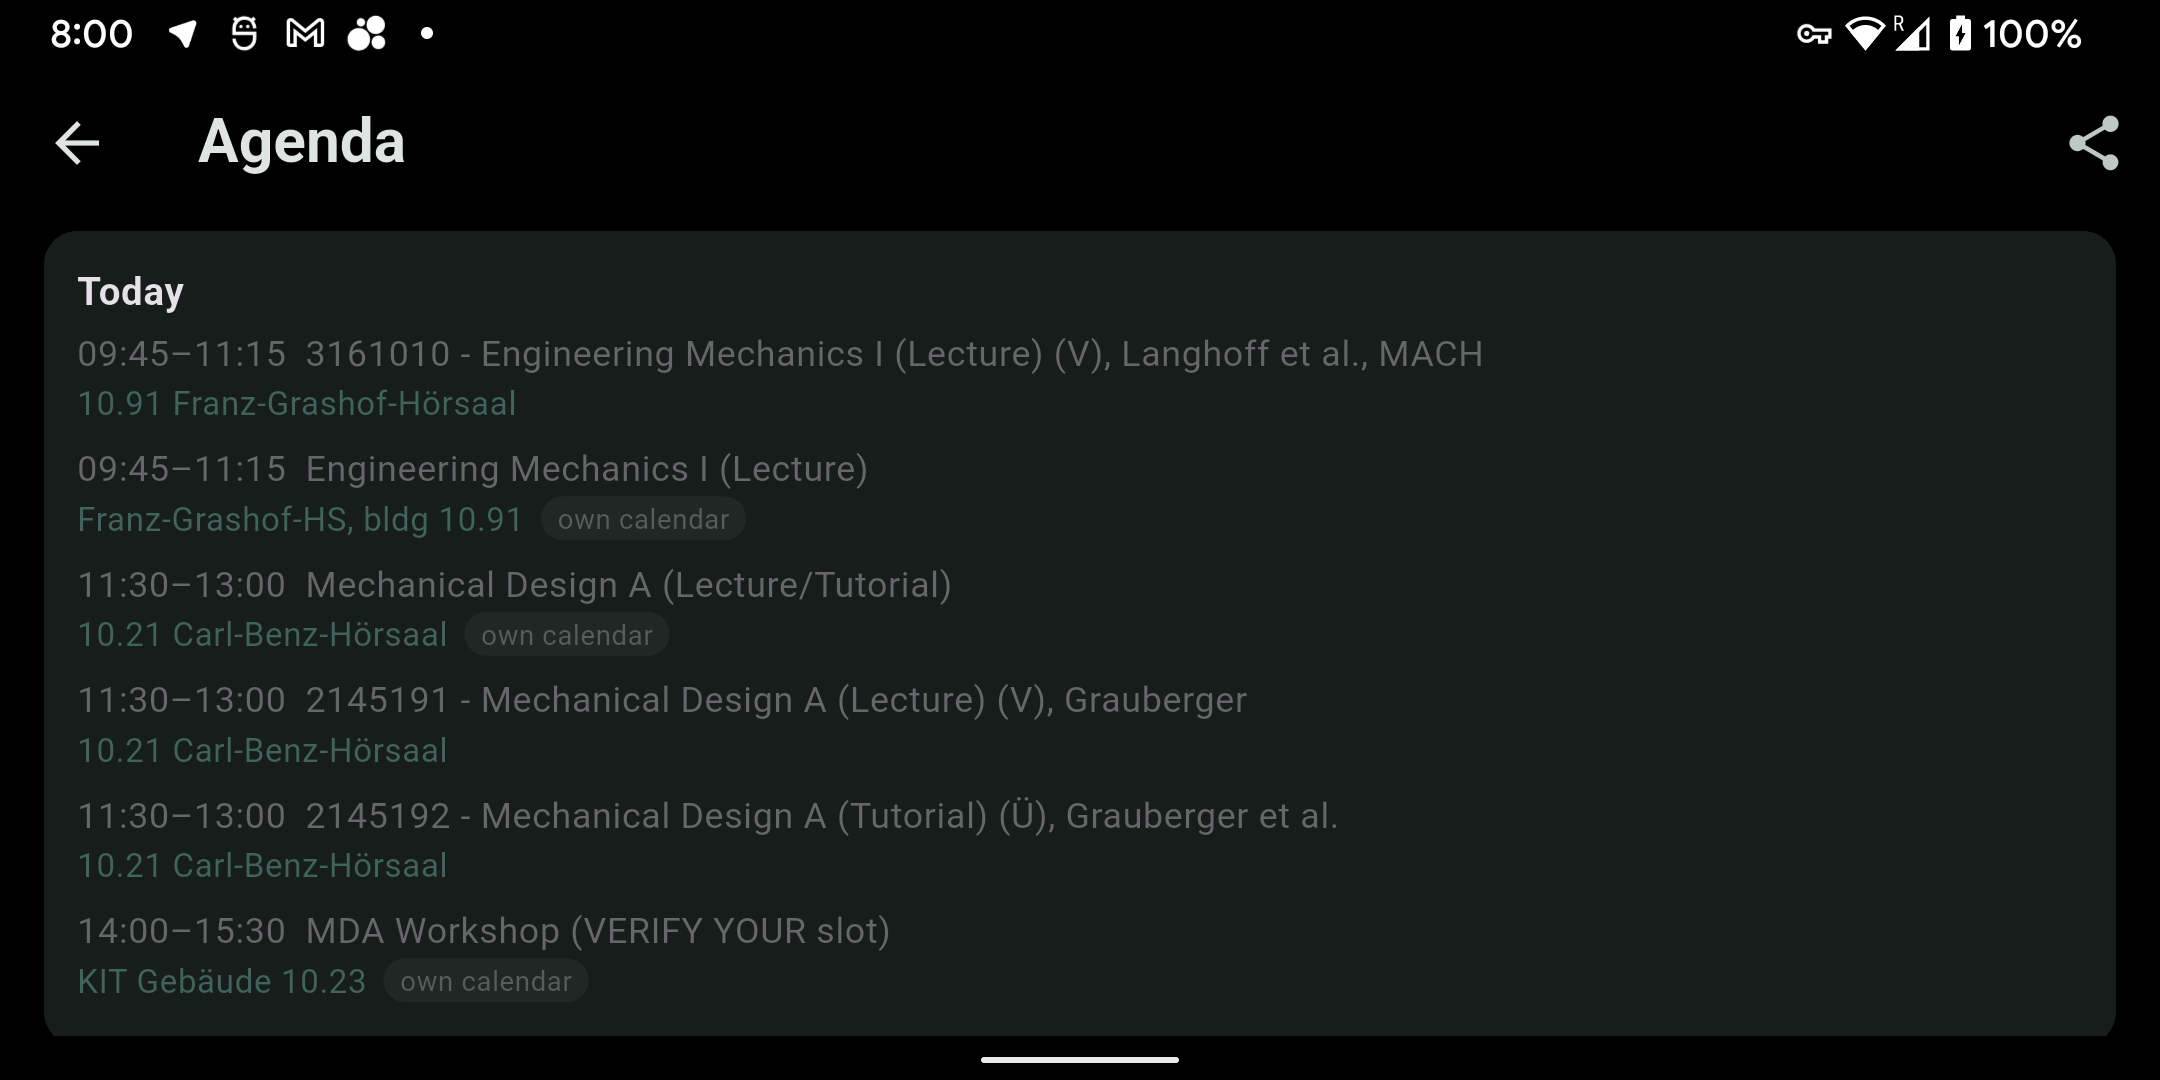 8:00
R
100%
Agenda
Today
09:45–11:15 3161010 - Engineering Mechanics I (Lecture) (V), Langhoff et al., MACH
10.91 Franz-Grashof-Hörsaal
09:45–11:15 Engineering Mechanics I (Lecture)
Franz-Grashof-HS, bldg 10.91 own calendar
11:30–13:00 Mechanical Design A (Lecture/Tutorial)
10.21 Carl-Benz-Hörsaal own calendar
11:30–13:00 2145191 - Mechanical Design A (Lecture) (V), Grauberger
10.21 Carl-Benz-Hörsaal
11:30–13:00 2145192 - Mechanical Design A (Tutorial) (Ü), Grauberger et al.
10.21 Carl-Benz-Hörsaal
14:00–15:30 MDA Workshop (VERIFY YOUR slot)
KIT Gebäude 10.23 own calendar